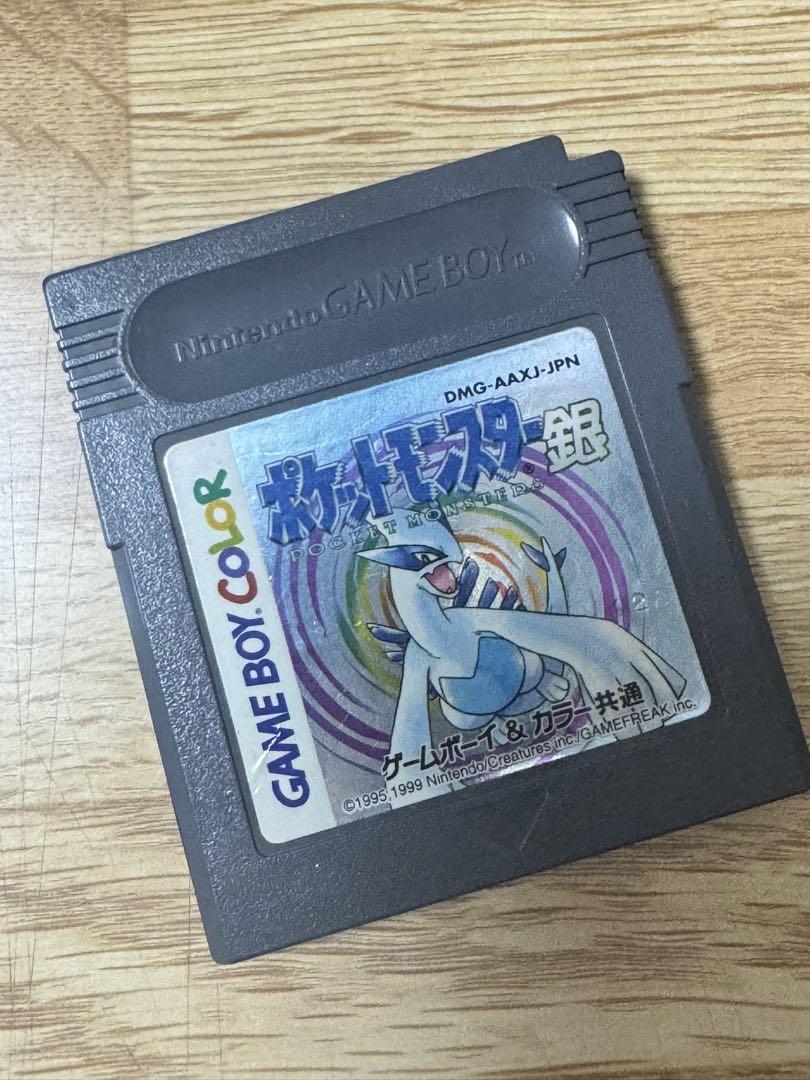 Nintendo GAME BOY TM
DMG-AAXJ-JPN
ポケットモンスター®銀
POCKET MONSTERS
GAME BOY® COLOR
2
ゲームボーイ & カラー 共通
©1995,1999 Nintendo/Creatures inc./GAMEFREAK inc.